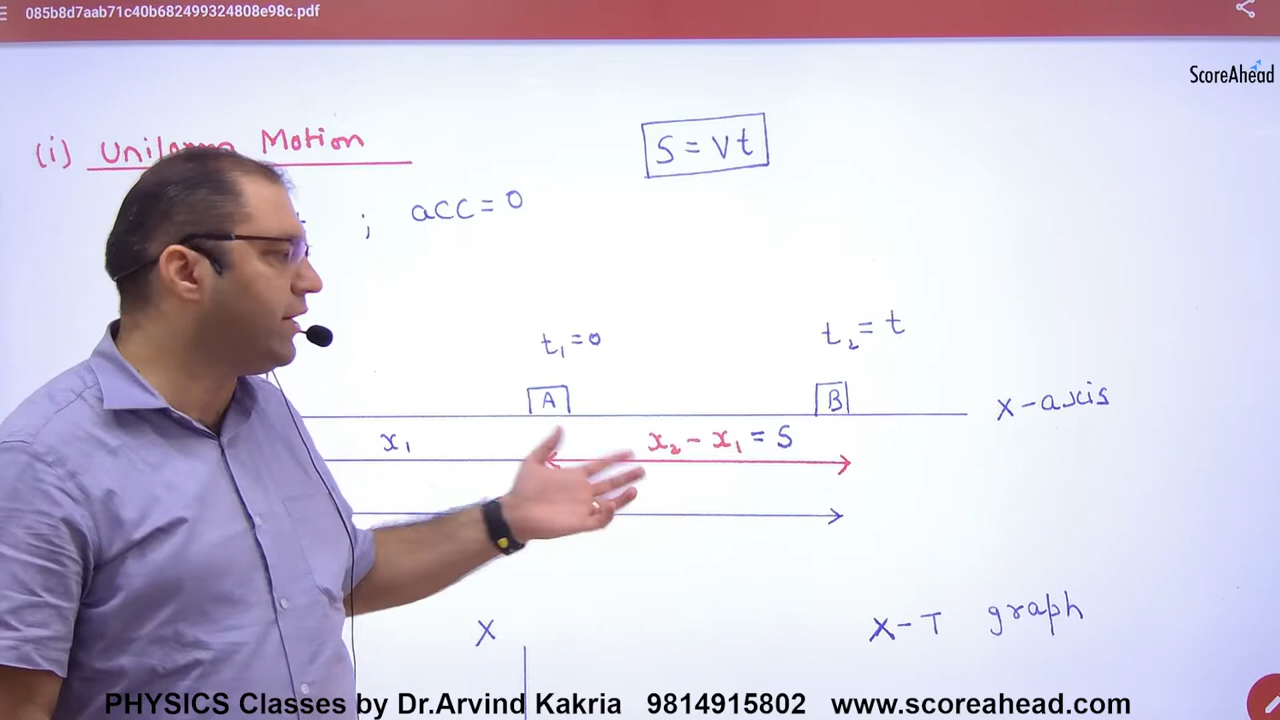 085b8d7aab71c40b682499324808e98c.pdf
ScoreAhead
(i) Uniform Motion
S = Vt
; acc = 0
t₁ = 0
t₂ = t
A
B
X-axis
x₁
x₂ - x₁ = S
X
X-T graph
PHYSICS Classes by Dr.Arvind Kakria 9814915802 www.scoreahead.com